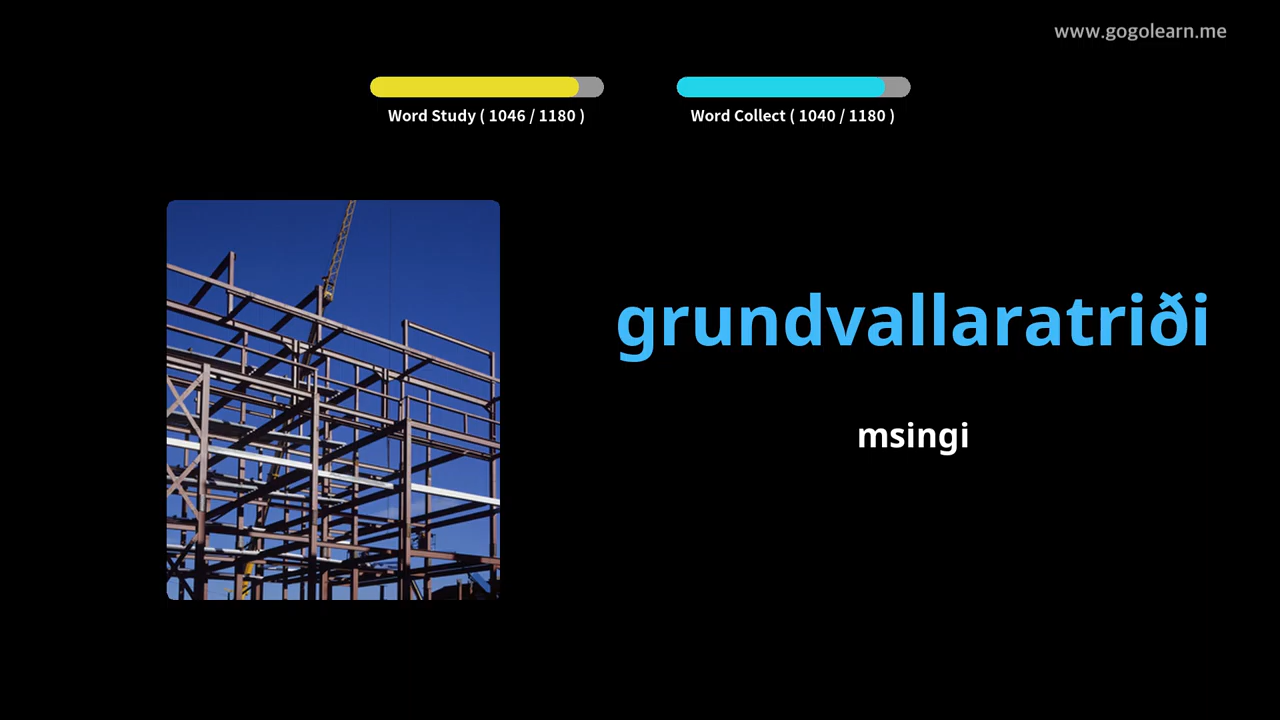 www.gogolearn.me
Word Study ( 1046 / 1180 )
Word Collect ( 1040 / 1180 )
grundvallaratriði
msingi